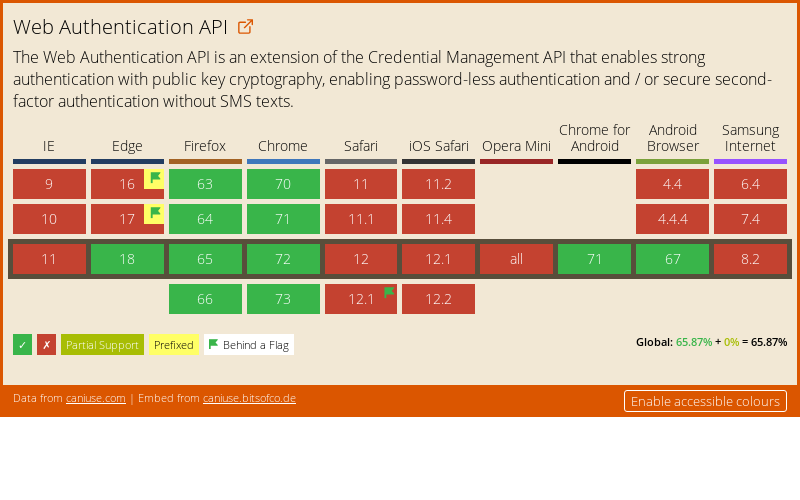 Web Authentication API
The Web Authentication API is an extension of the Credential Management API that enables strong
authentication with public key cryptography, enabling password-less authentication and / or secure second-
factor authentication without SMS texts.
IE Edge Firefox Chrome Safari iOS Safari Opera Mini Chrome for Android Android Browser Samsung Internet
9 16 63 70 11 11.2 4.4 6.4
10 17 64 71 11.1 11.4 4.4.4 7.4
11 18 65 72 12 12.1 all 71 67 8.2
66 73 12.1 12.2
✓ ✗ Partial Support Prefixed Behind a Flag
Global: 65.87% + 0% = 65.87%
Data from caniuse.com | Embed from caniuse.bitsofco.de
Enable accessible colours